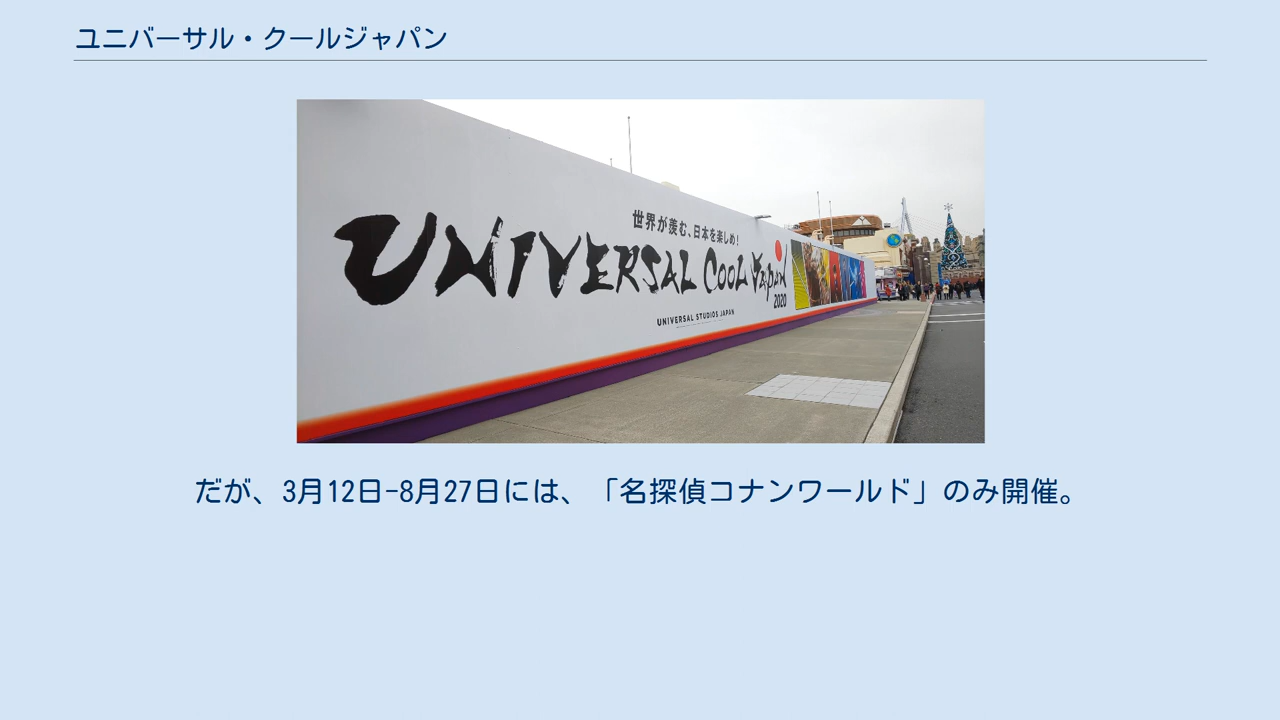 ユニバーサル・クールジャパン
世界が羨む、日本を楽しめ!
UNIVERSAL COOL JAPAN
2020
UNIVERSAL STUDIOS JAPAN
だが、3月12日-8月27日には、「名探偵コナンワールド」のみ開催。